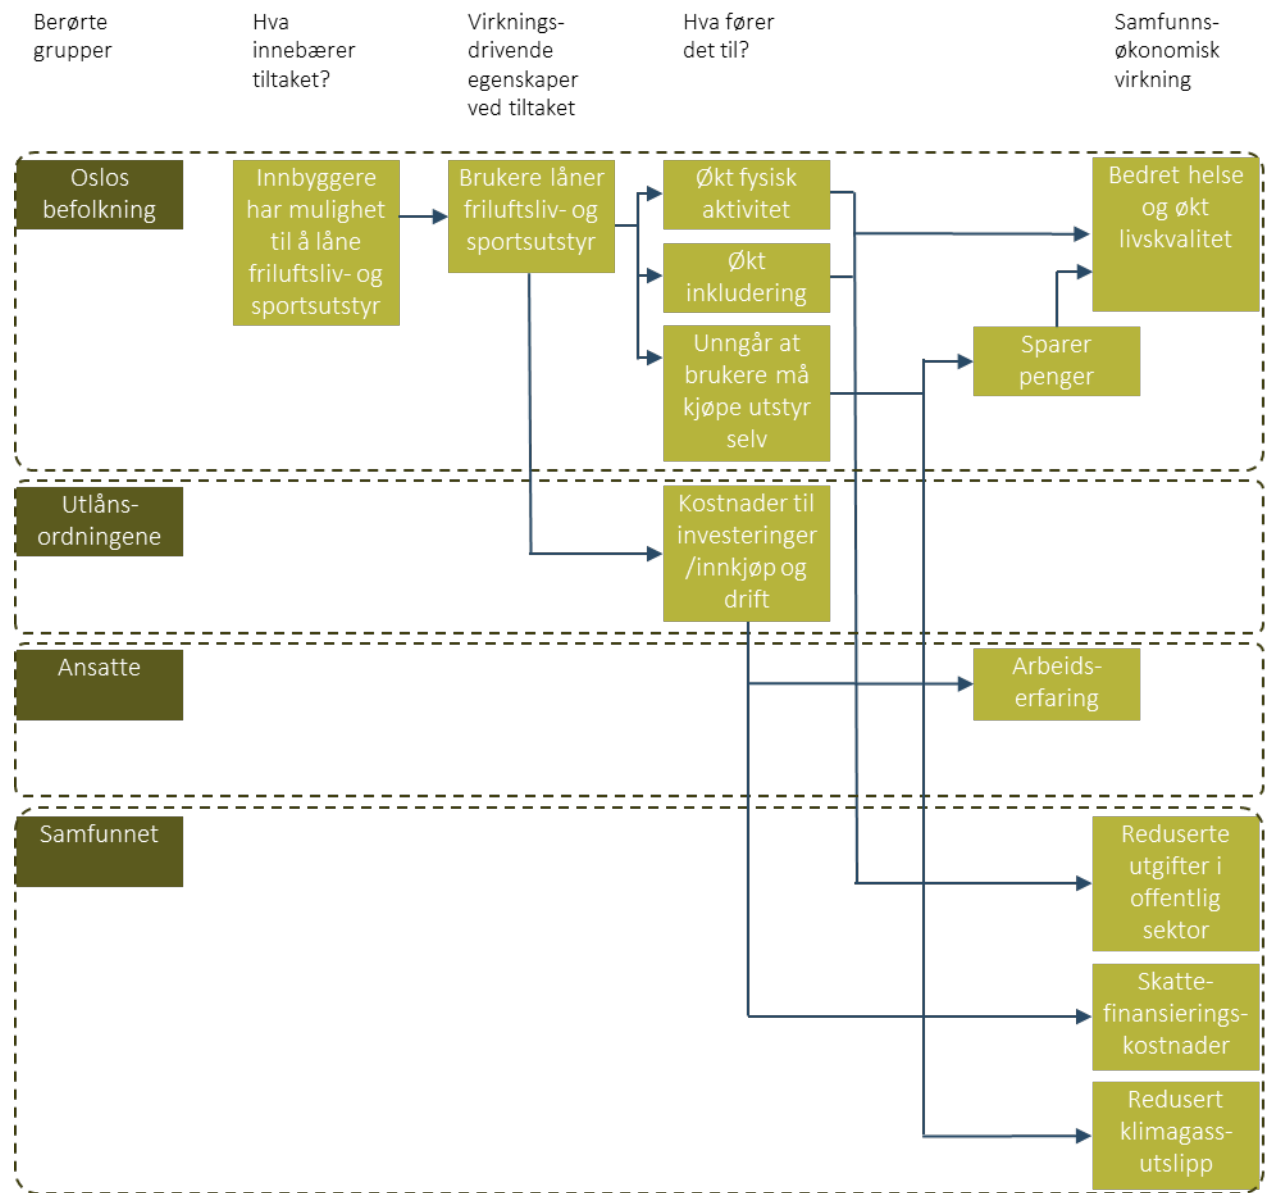 Berørte
grupper
Hva
innebærer
tiltaket?
Virknings-
drivende
egenskaper
ved tiltaket
Hva fører
det til?
Samfunns-
økonomisk
virkning
Oslos
befolkning
Innbyggere
har mulighet
til å låne
friluftsliv- og
sportsutstyr
Brukere låner
friluftsliv- og
sportsutstyr
Økt fysisk
aktivitet
Økt
inkludering
Unngår at
brukere må
kjøpe utstyr
selv
Sparer
penger
Bedret helse
og økt
livskvalitet
Utlåns-
ordningene
Kostnader til
investeringer
/innkjøp og
drift
Ansatte
Arbeids-
erfaring
Samfunnet
Reduserte
utgifter i
offentlig
sektor
Skatte-
finansierings-
kostnader
Redusert
klimagass-
utslipp